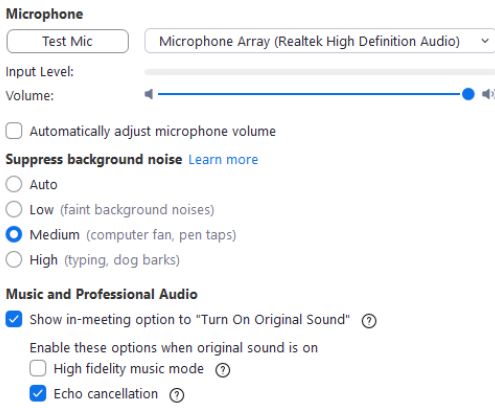 Microphone
Test Mic Microphone Array (Realtek High Definition Audio)
Input Level:
Volume:
Automatically adjust microphone volume
Suppress background noise Learn more
Auto
Low (faint background noises)
Medium (computer fan, pen taps)
High (typing, dog barks)
Music and Professional Audio
Show in-meeting option to "Turn On Original Sound" ?
Enable these options when original sound is on
High fidelity music mode ?
Echo cancellation ?